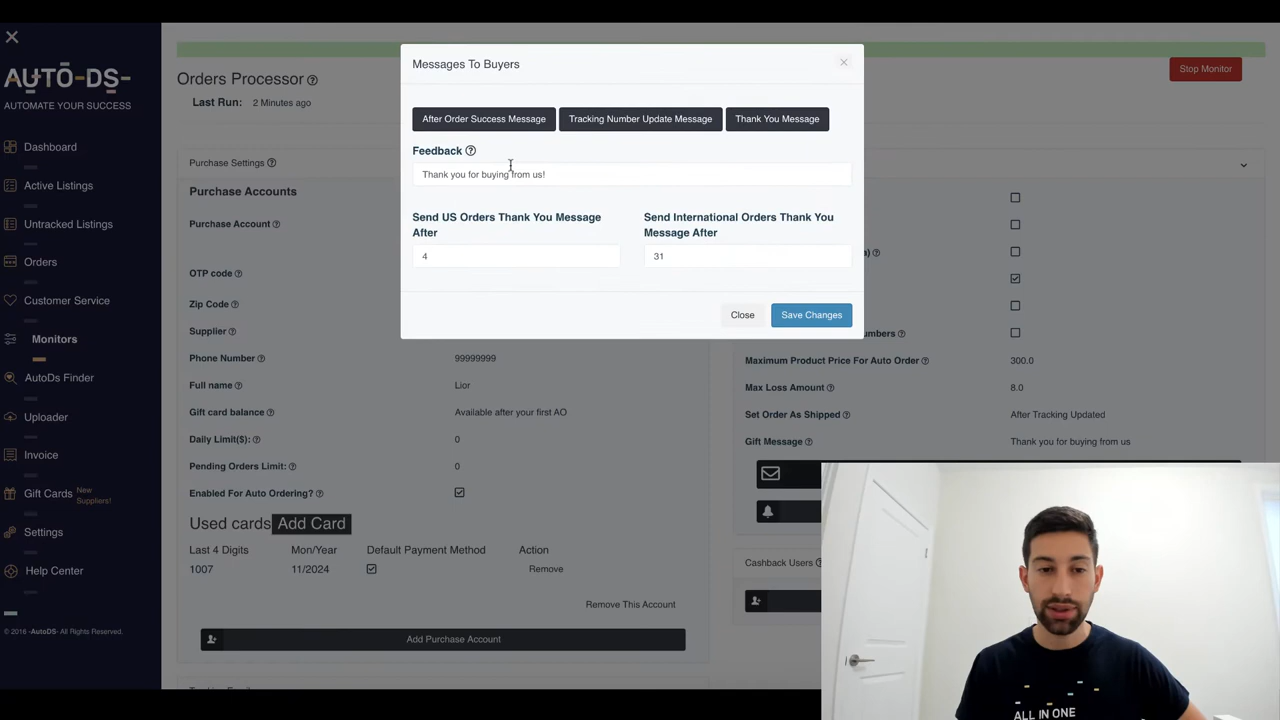 AUTO-DS-
AUTOMATE YOUR SUCCESS
Dashboard
Active Listings
Untracked Listings
Orders
Customer Service
Monitors
AutoDs Finder
Uploader
Invoice
Gift Cards
New Suppliers!
Settings
Help Center
© 2016 -AutoDS- All Rights Reserved.
Orders Processor
Last Run: 2 Minutes ago
Stop Monitor
Purchase Settings
Purchase Accounts
Purchase Account
OTP code
Zip Code
Supplier
Phone Number 99999999
Full name Lior
Gift card balance Available after your first AO
Daily Limit($): 0
Pending Orders Limit: 0
Enabled For Auto Ordering?
Used cards Add Card
Last 4 Digits Mon/Year Default Payment Method Action
1007 11/2024 Remove
Remove This Account
Add Purchase Account
Messages To Buyers
×
After Order Success Message Tracking Number Update Message Thank You Message
Feedback
Thank you for buying from us!
Send US Orders Thank You Message After
4
Send International Orders Thank You Message After
31
Close Save Changes
Maximum Product Price For Auto Order 300.0
Max Loss Amount 8.0
Set Order As Shipped After Tracking Updated
Gift Message Thank you for buying from us
Cashback Users
ALL IN ONE